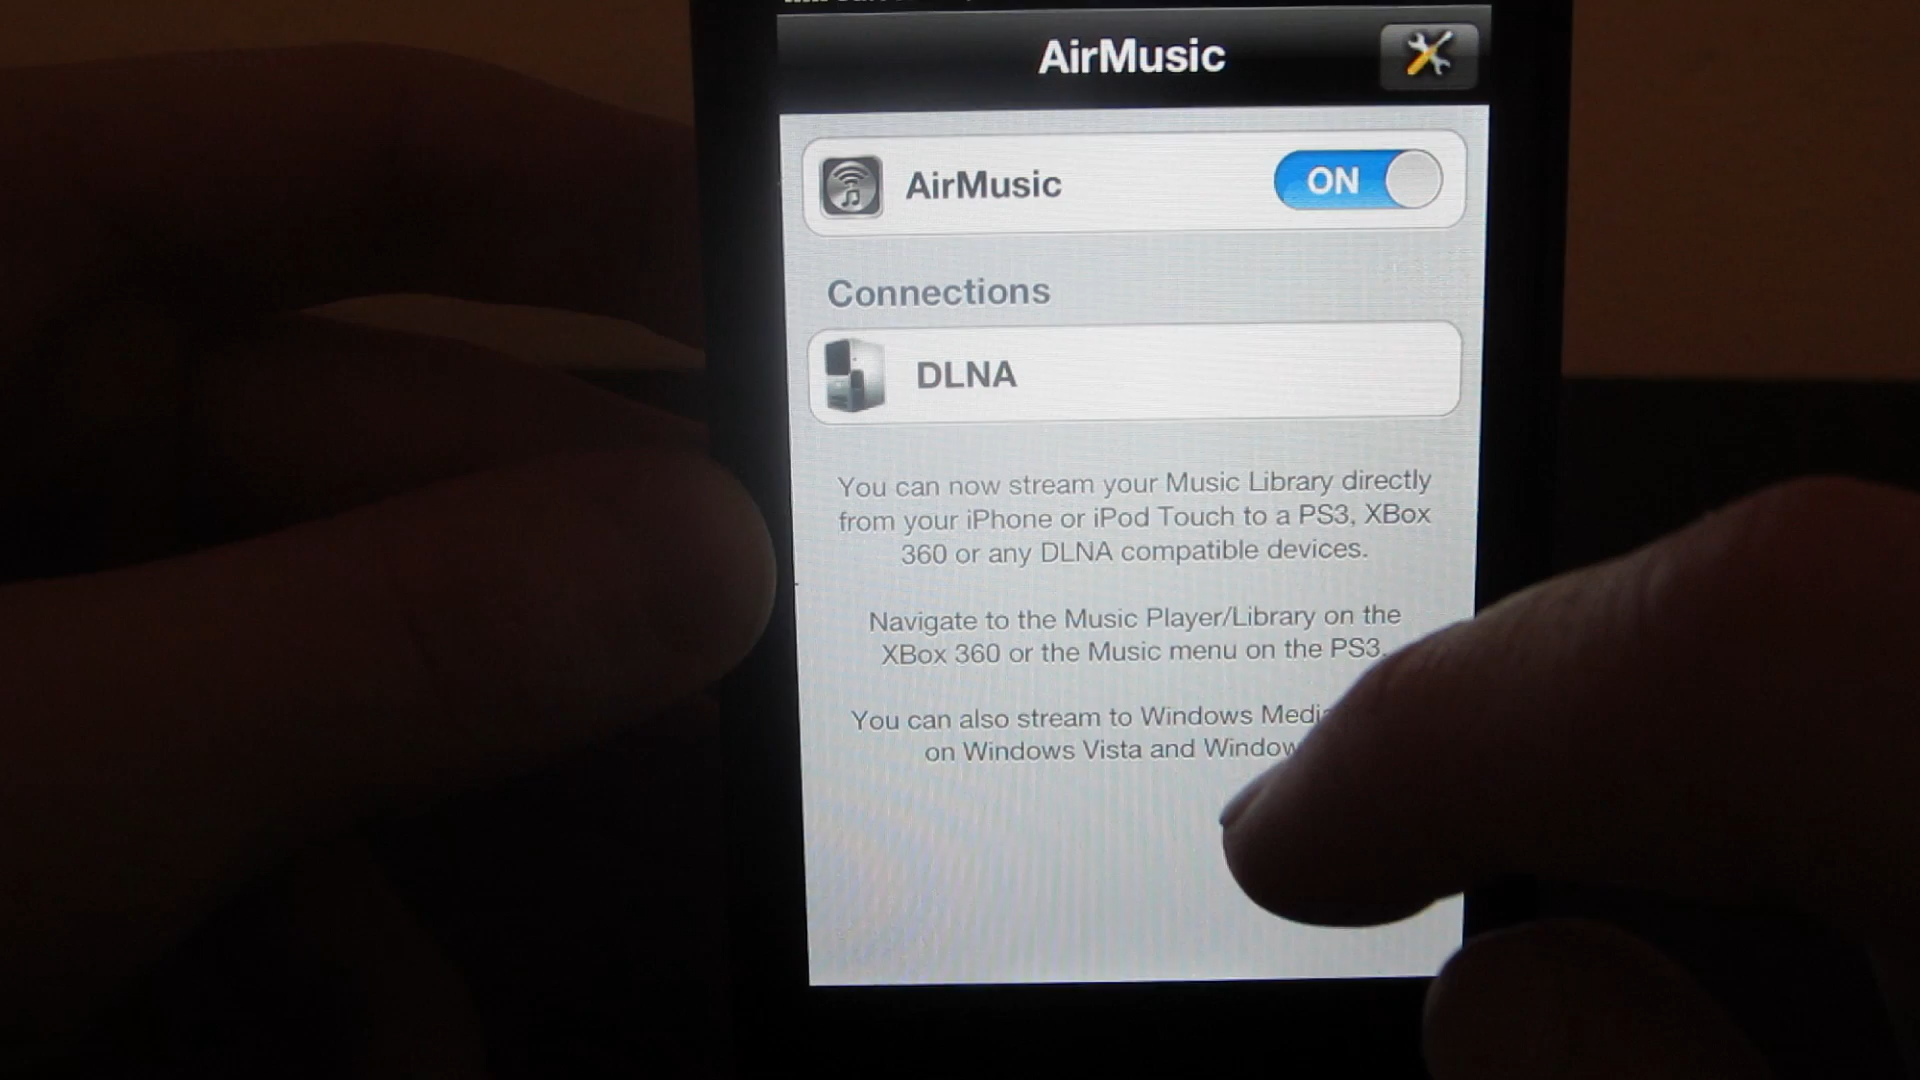 AirMusic
AirMusic ON
Connections
DLNA
You can now stream your Music Library directly
from your iPhone or iPod Touch to a PS3, XBox
360 or any DLNA compatible devices.
Navigate to the Music Player/Library on the
XBox 360 or the Music menu on the PS3.
You can also stream to Windows
on Windows Vista and